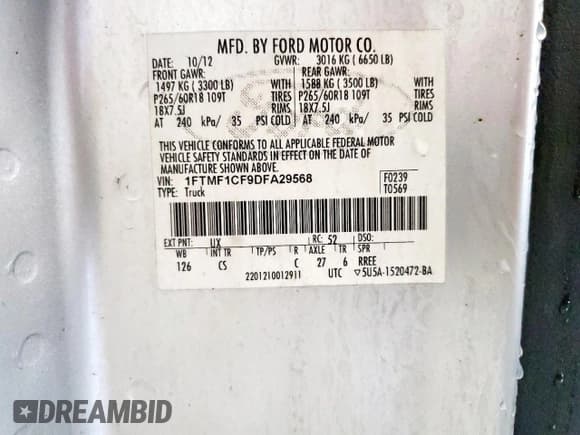 MFD. BY FORD MOTOR CO.
DATE: 10/12 GVWR: 3016 KG ( 6650 LB)
FRONT GAWR: REAR GAWR:
1497 KG ( 3300 LB) WITH 1588 KG ( 3500 LB) WITH
P265/60R18 109T TIRES P265/60R18 109T TIRES
18X7.5J RIMS 18X7.5J RIMS
AT 240 kPa/ 35 PSI COLD AT 240 kPa/ 35 PSI COLD
THIS VEHICLE CONFORMS TO ALL APPLICABLE FEDERAL MOTOR
VEHICLE SAFETY STANDARDS IN EFFECT ON THE DATE OF
MANUFACTURE SHOWN ABOVE.
VIN: 1FTMF1CF9DFA29568 F0239
TYPE: Truck T0569
EXT PNT: UX RC: 52 DSO:
WB INT TR TP/PS R AXLE TR SPR
126 CS C 27 6 RREE
2201210012911 UTC ▽5U5A-1520472-BA
DREAMBID